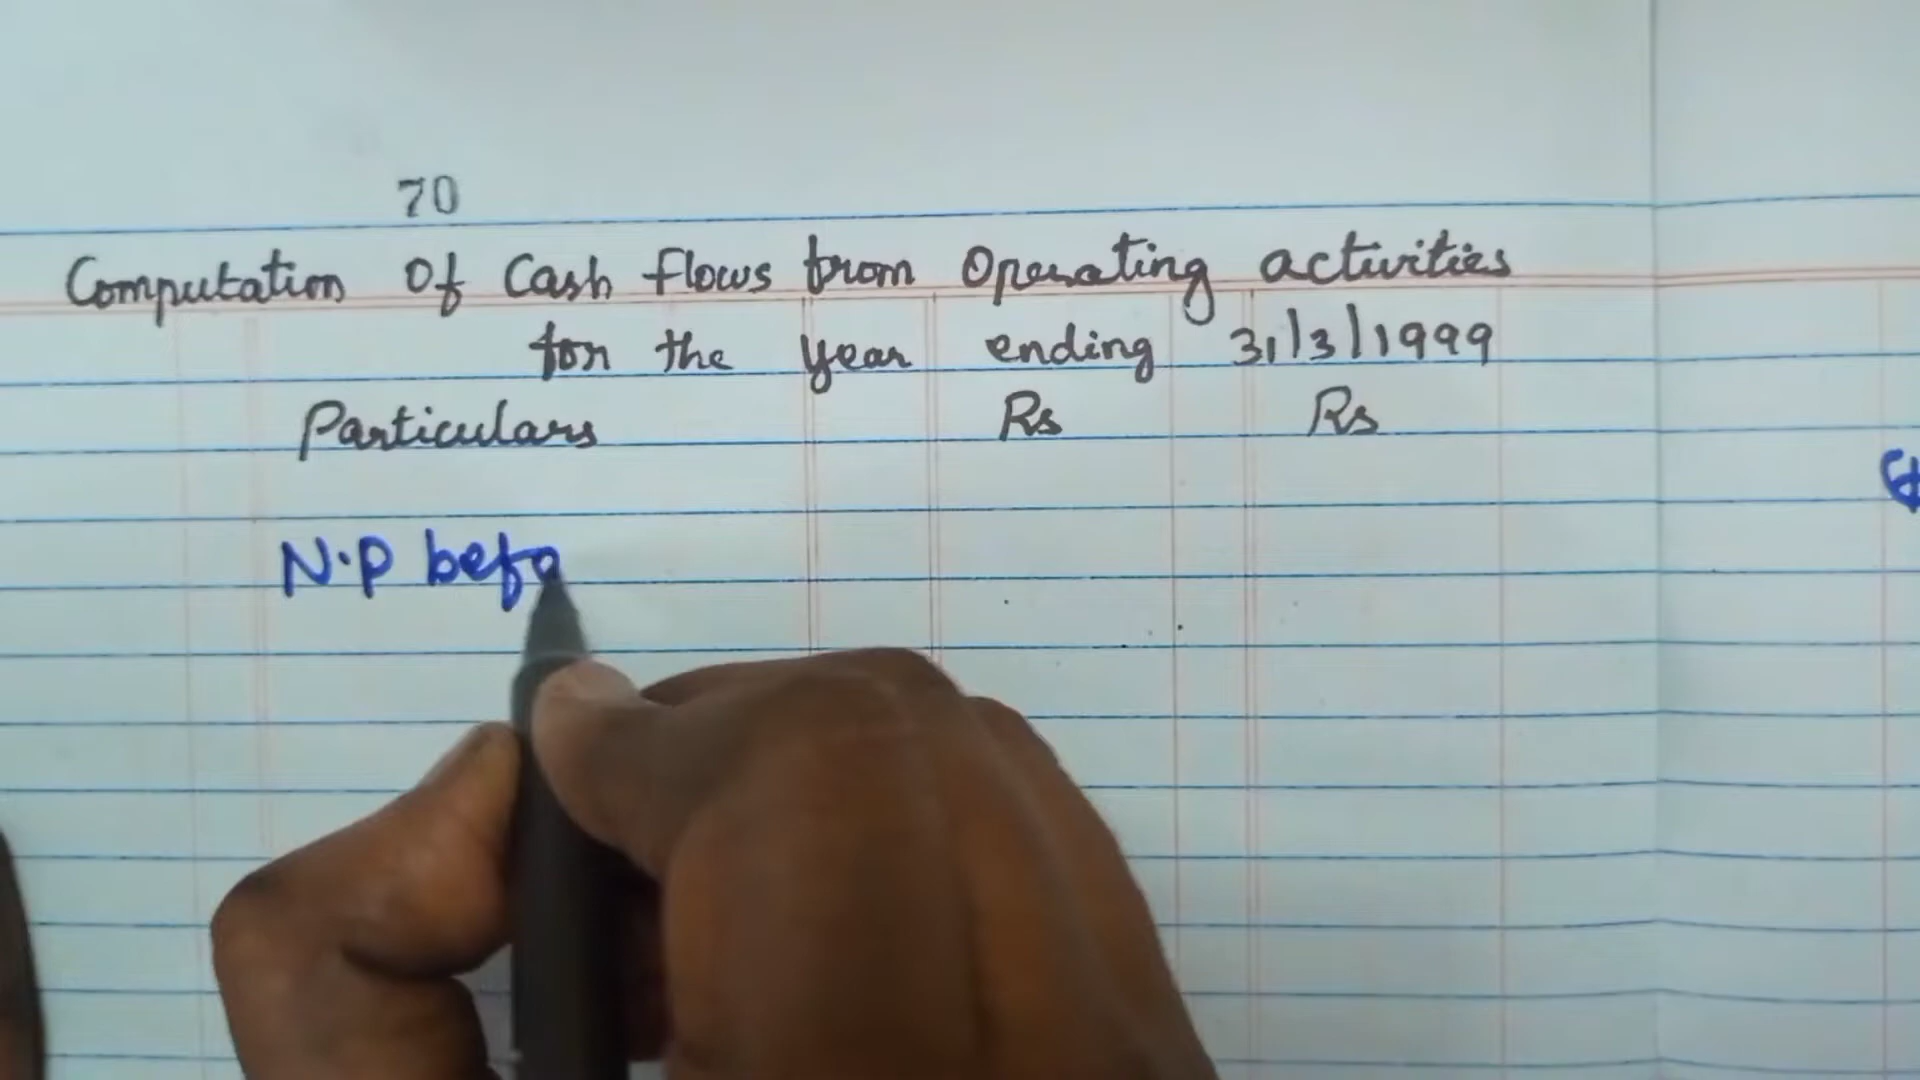 70
Computation of Cash flows from Operating activities
for the year ending 31/3/1999
Particulars Rs Rs
N.P befo